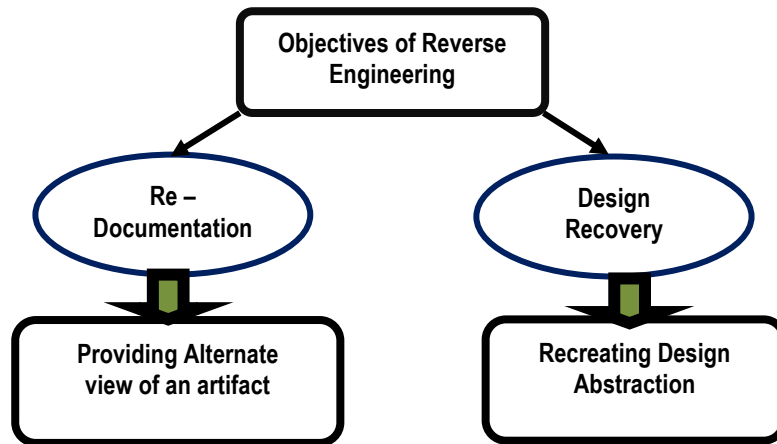 Objectives of Reverse
Engineering
Re –
Documentation
Design
Recovery
Providing Alternate
view of an artifact
Recreating Design
Abstraction